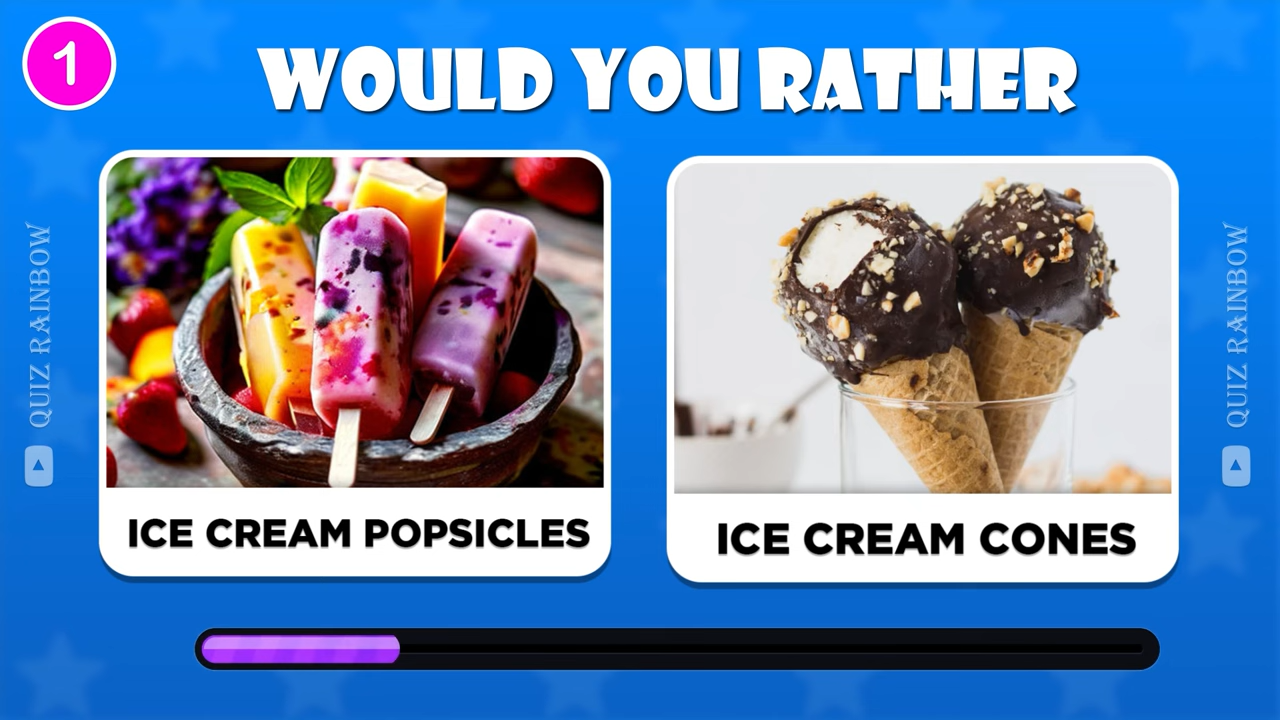 1
WOULD YOU RATHER
ICE CREAM POPSICLES
ICE CREAM CONES
QUIZ RAINBOW
QUIZ RAINBOW